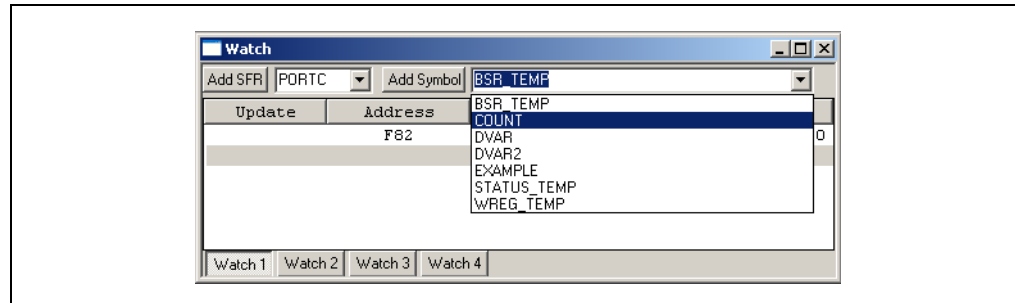 Watch
Add SFR PORTC Add Symbol BSR_TEMP
Update Address
BSR_TEMP
COUNT
F82 DVAR 0
DVAR2
EXAMPLE
STATUS_TEMP
WREG_TEMP
Watch 1 Watch 2 Watch 3 Watch 4